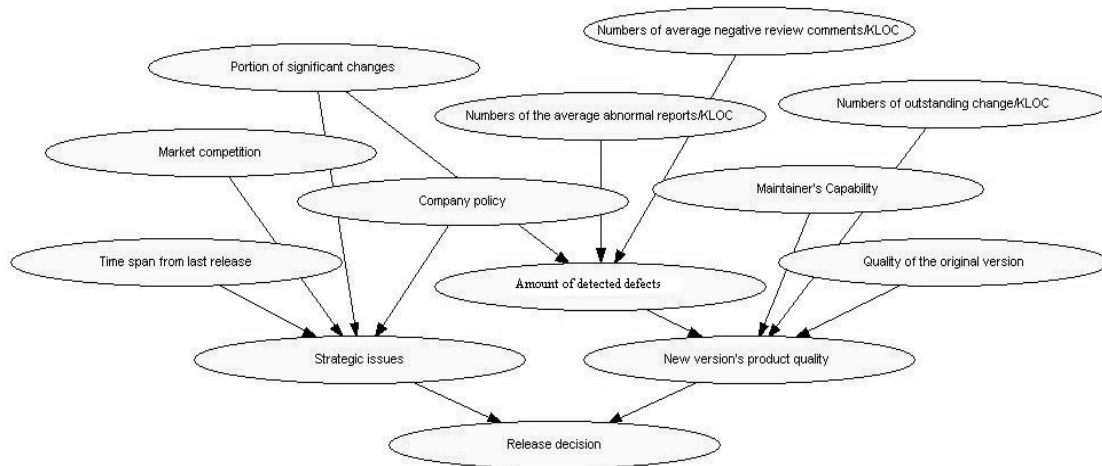 Numbers of average negative review comments/KLOC
Portion of significant changes
Numbers of outstanding change/KLOC
Numbers of the average abnormal reports/KLOC
Market competition
Maintainer's Capability
Company policy
Time span from last release
Quality of the original version
Amount of detected defects
Strategic issues
New version's product quality
Release decision